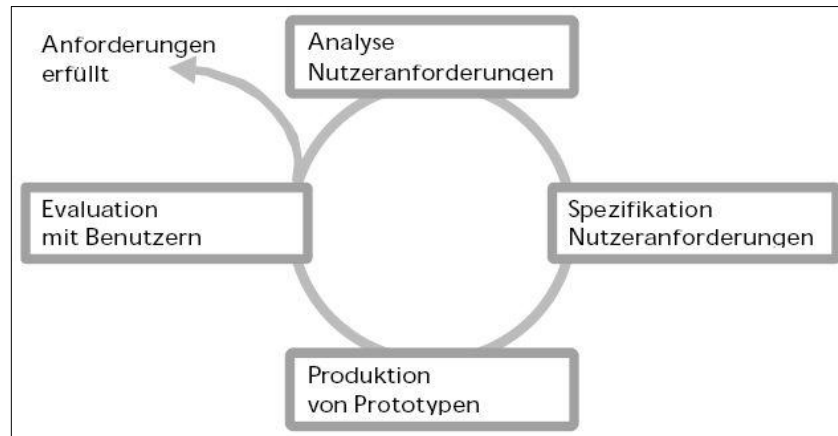 Anforderungen
erfüllt
Analyse
Nutzeranforderungen
Evaluation
mit Benutzern
Spezifikation
Nutzeranforderungen
Produktion
von Prototypen